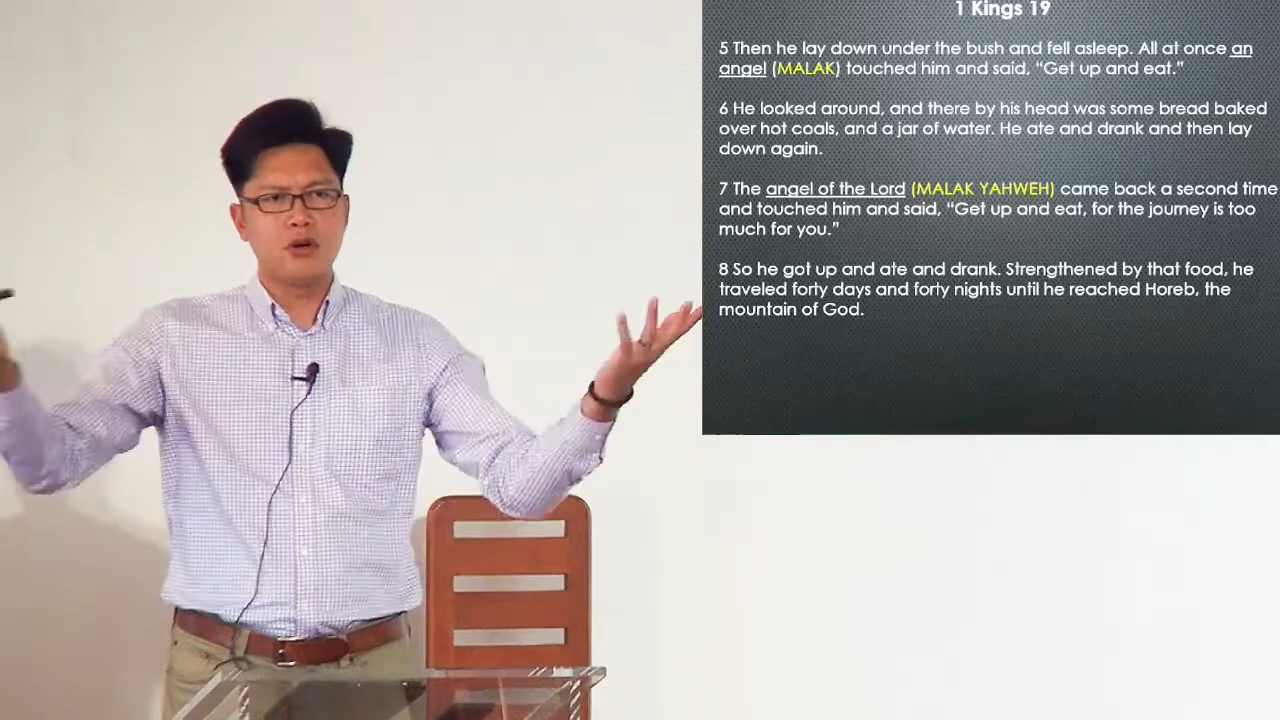 1 Kings 19
5 Then he lay down under the bush and fell asleep. All at once an
angel (MALAK) touched him and said, “Get up and eat.”
6 He looked around, and there by his head was some bread baked
over hot coals, and a jar of water. He ate and drank and then lay
down again.
7 The angel of the Lord (MALAK YAHWEH) came back a second time
and touched him and said, “Get up and eat, for the journey is too
much for you.”
8 So he got up and ate and drank. Strengthened by that food, he
traveled forty days and forty nights until he reached Horeb, the
mountain of God.